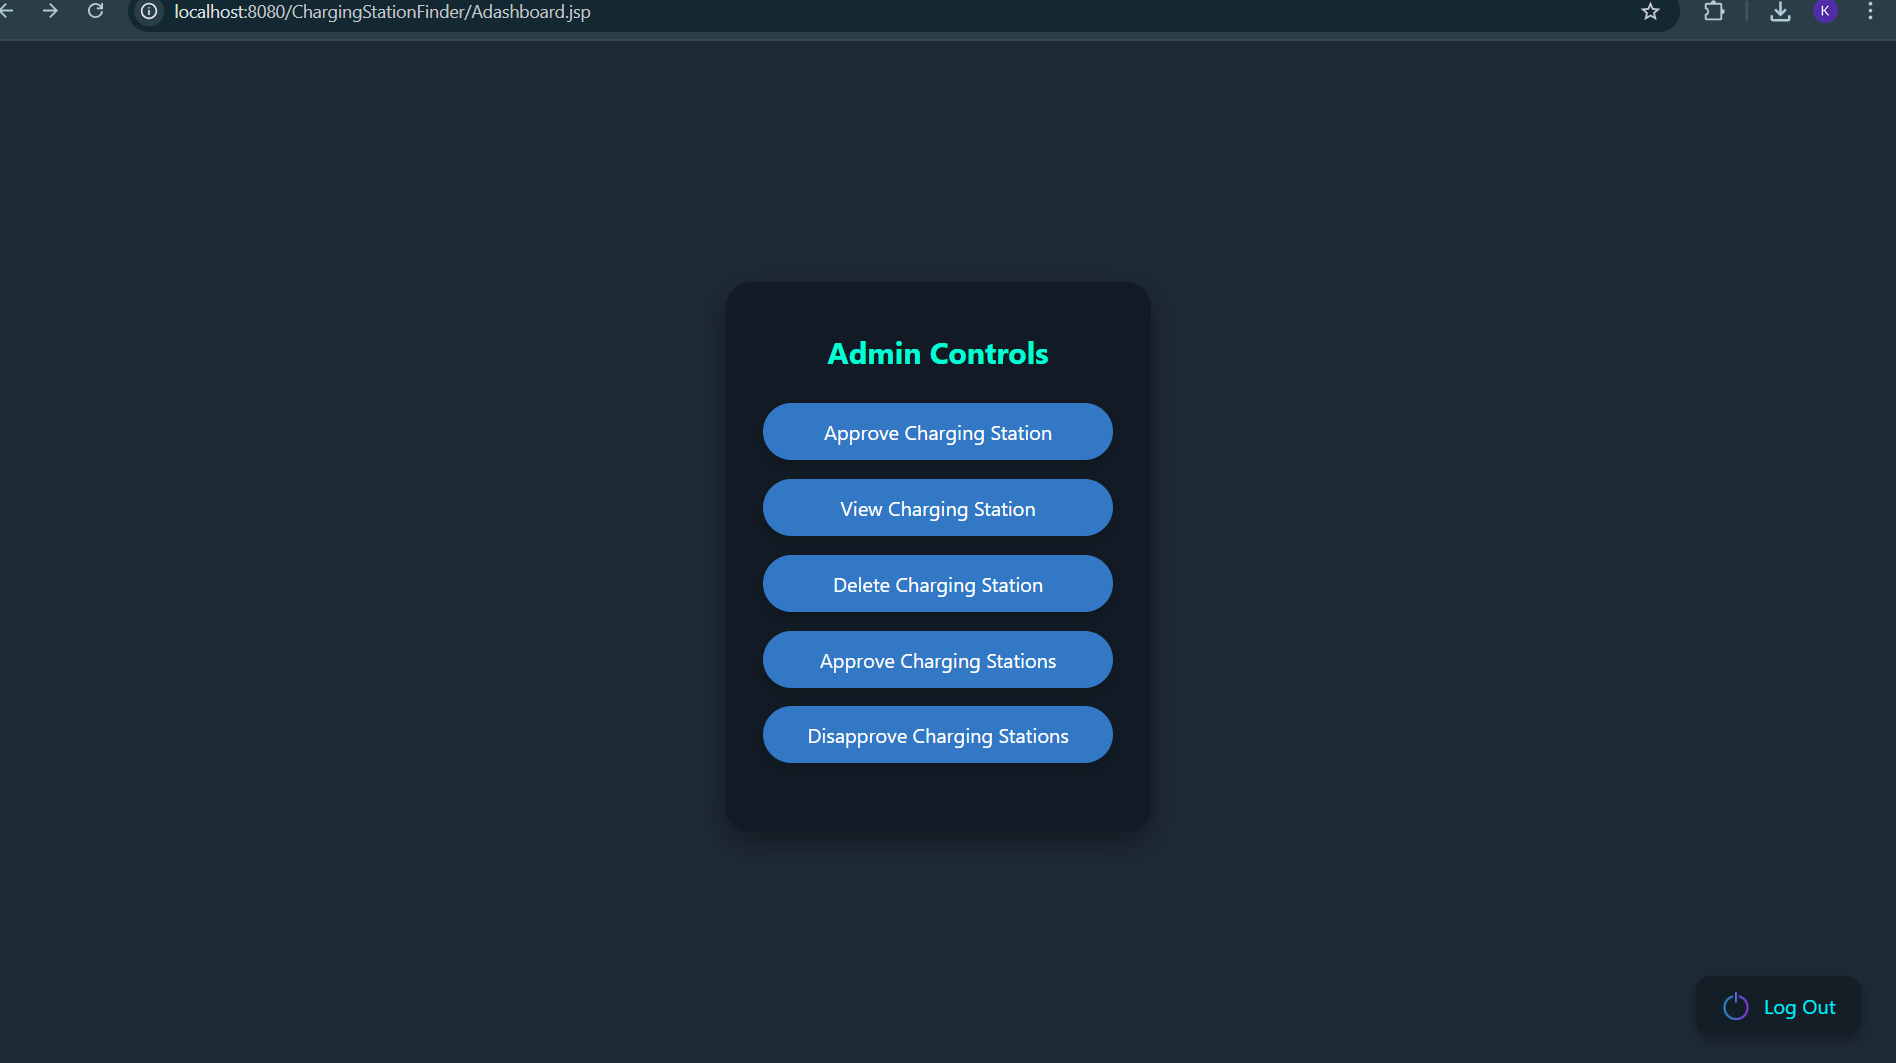 localhost:8080/ChargingStationFinder/Adashboard.jsp
K
Admin Controls
Approve Charging Station
View Charging Station
Delete Charging Station
Approve Charging Stations
Disapprove Charging Stations
Log Out